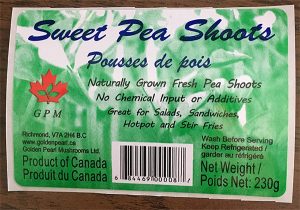 Sweet Pea Shoots
Pousses de pois
Naturally Grown Fresh Pea Shoots
No Chemical Input or Additives
Great for Salads, Sandwiches,
Hotpot and Stir Fries
GPM
Richmond, V7A 2H4 B.C
www.goldenpearl.ca
Golden Pearl Mushrooms Ltd.
Product of Canada
Produit du Canada
Wash Before Serving
Keep Refrigerated /
garder au réfrigéré
Net Weight /
Poids Net: 230g